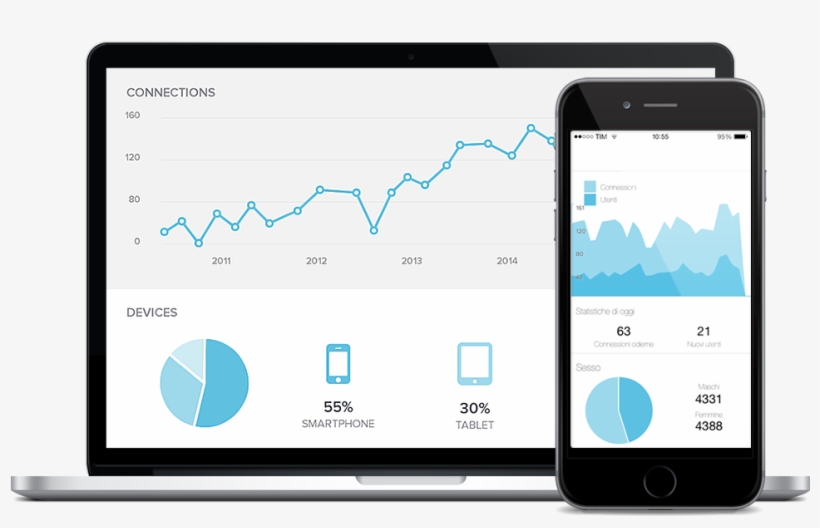 CONNECTIONS
160
120
80
0
2011
2012
2013
2014
DEVICES
55%
SMARTPHONE
30%
TABLET
TIM
10:55
95%
Connessioni
Utenti
161
120
80
42
Statistiche di oggi
63
Connessioni odierne
21
Nuovi utenti
Sesso
Maschi
4331
Femmine
4388